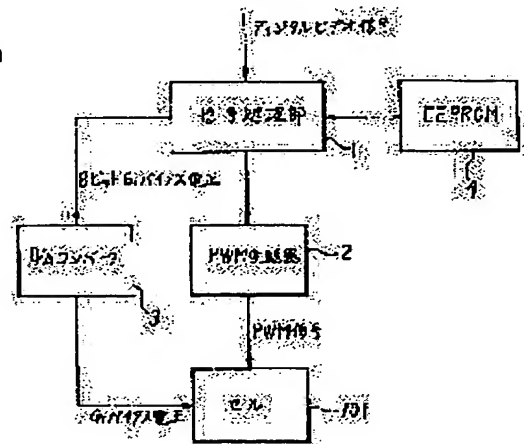 ディジタルビデオ信号
信号処理部
EEPROM
1
4
8ビットGバイアス電圧
D/Aコンバータ
PWM生成器
2
3
PWM信号
Gバイアス電圧
セル
101